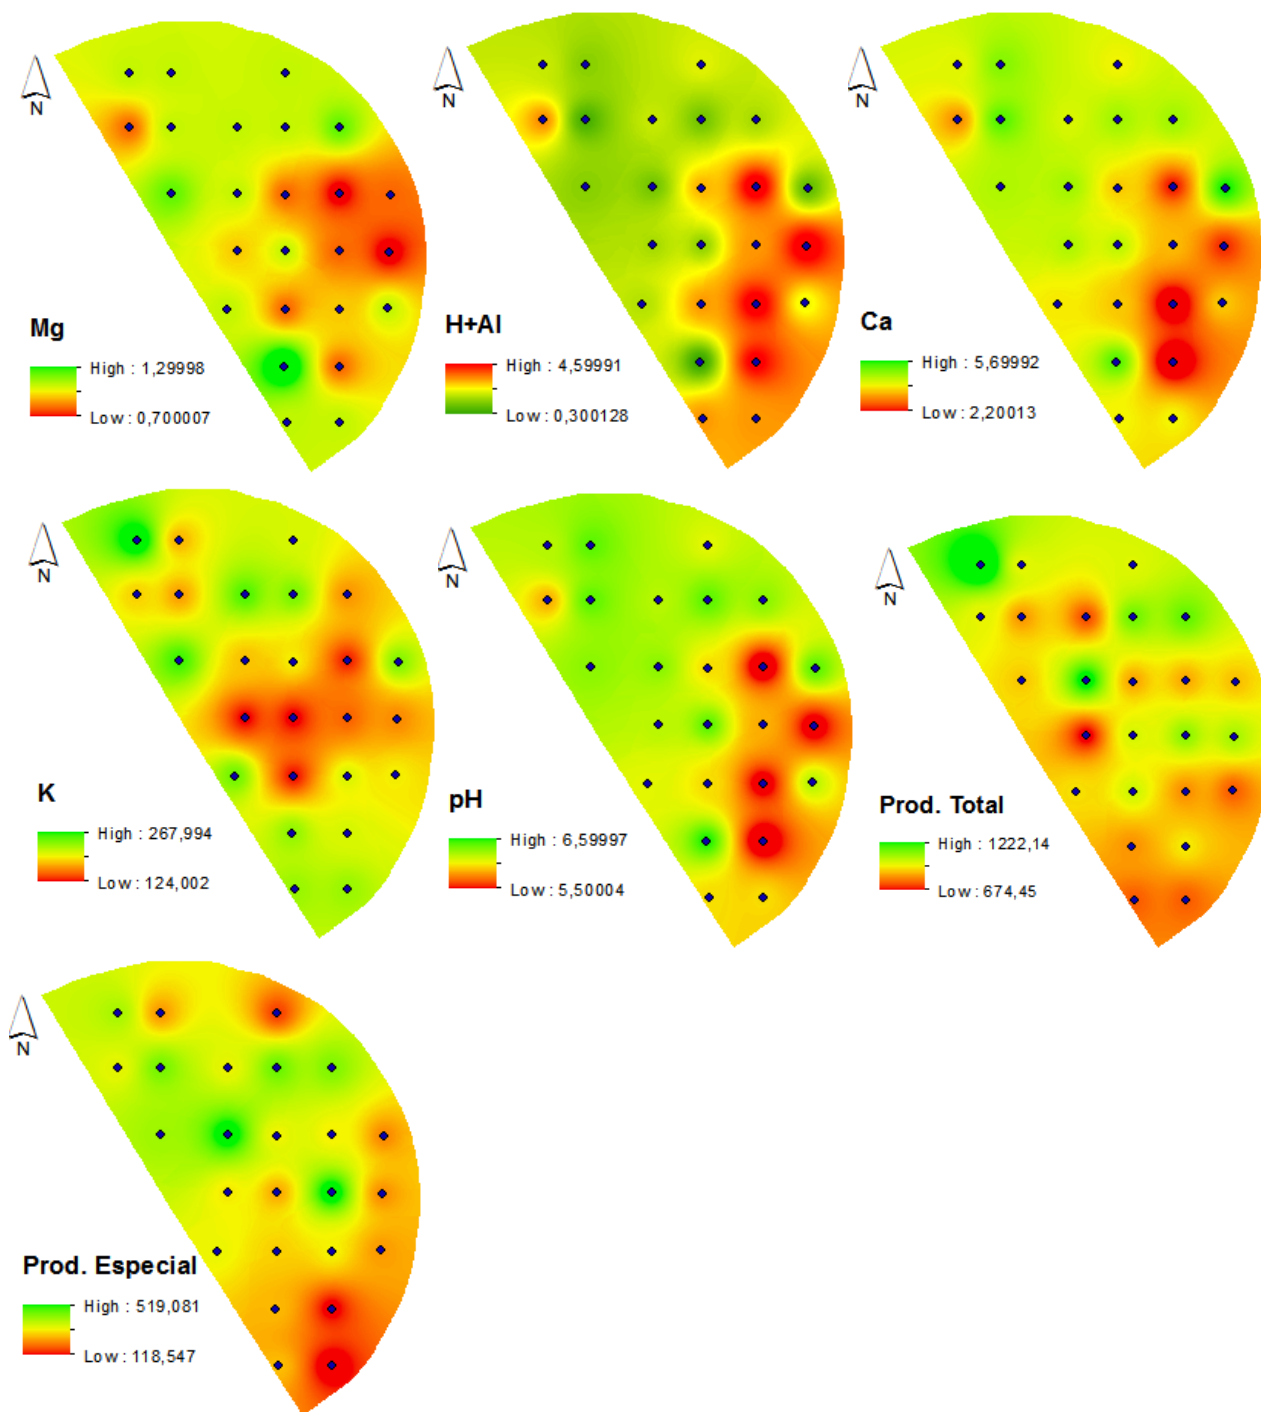 N
Mg
High : 1,29998
Low : 0,700007
N
H+Al
High : 4,59991
Low : 0,300128
N
Ca
High : 5,69992
Low : 2,20013
N
K
High : 267,994
Low : 124,002
N
pH
High : 6,59997
Low : 5,50004
N
Prod. Total
High : 1222,14
Low : 674,45
N
Prod. Especial
High : 519,081
Low : 118,547